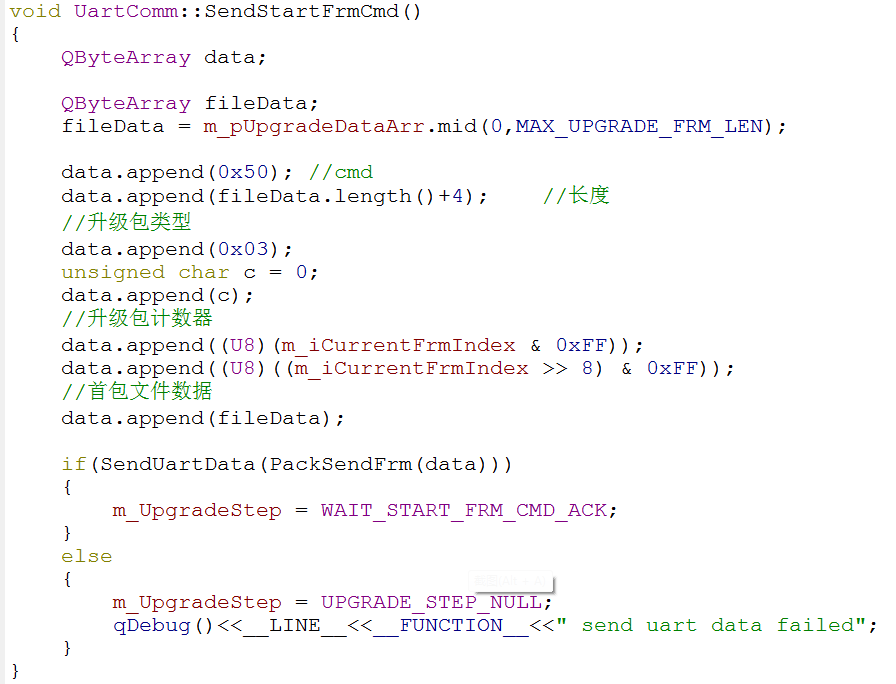 void UartComm::SendStartFrmCmd()
{
    QByteArray data;

    QByteArray fileData;
    fileData = m_pUpgradeDataArr.mid(0,MAX_UPGRADE_FRM_LEN);

    data.append(0x50); //cmd
    data.append(fileData.length()+4);    //长度
    //升级包类型
    data.append(0x03);
    unsigned char c = 0;
    data.append(c);
    //升级包计数器
    data.append((U8)(m_iCurrentFrmIndex & 0xFF));
    data.append((U8)((m_iCurrentFrmIndex >> 8) & 0xFF));
    //首包文件数据
    data.append(fileData);

    if(SendUartData(PackSendFrm(data)))
    {
        m_UpgradeStep = WAIT_START_FRM_CMD_ACK;
    }
    else
    {
        m_UpgradeStep = UPGRADE_STEP_NULL;
        qDebug()<<__LINE__<<__FUNCTION__<<" send uart data failed";
    }
}